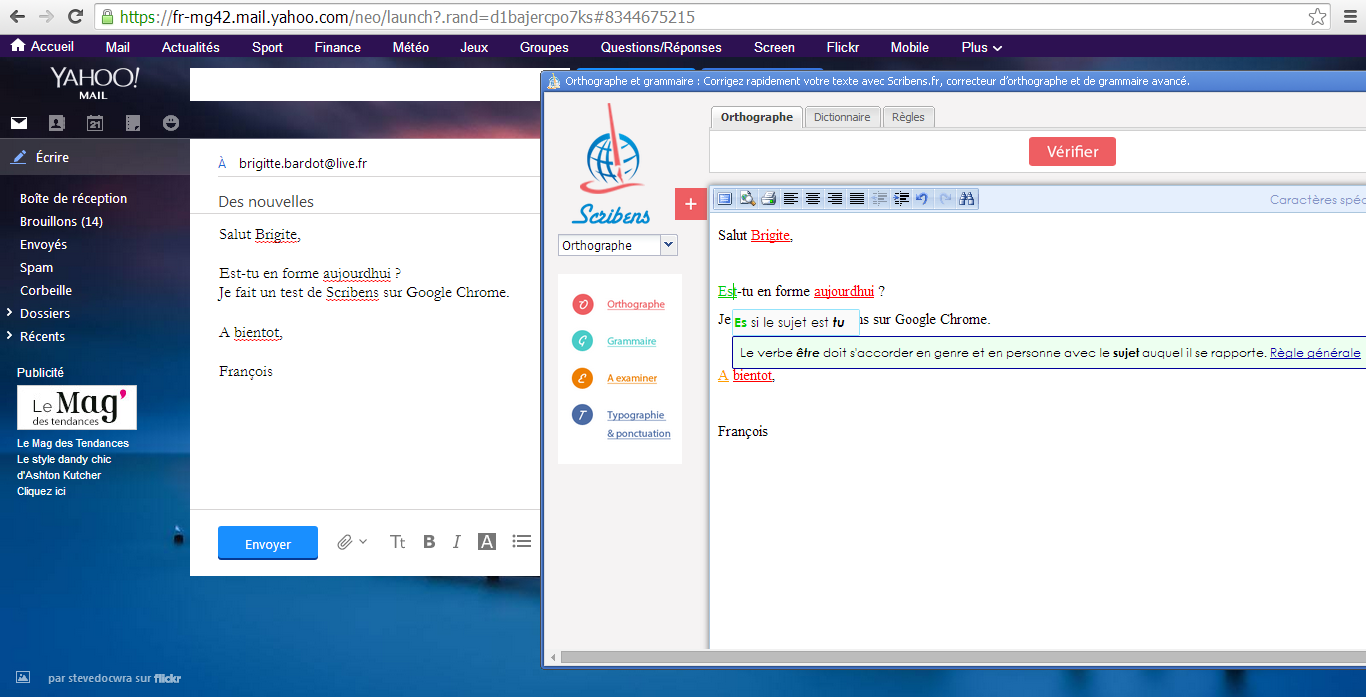 https://fr-mg42.mail.yahoo.com/neo/launch?.rand=d1bajercpo7ks#8344675215
Accueil Mail Actualités Sport Finance Météo Jeux Groupes Questions/Réponses Screen Flickr Mobile Plus
YAHOO!
MAIL
21
Écrire
Boîte de réception
Brouillons (14)
Envoyés
Spam
Corbeille
Dossiers
Récents
Publicité
Le Mag'
des tendances
Le Mag des Tendances
Le style dandy chic
d'Ashton Kutcher
Cliquez ici
par stevedocwra sur flickr
À brigitte.bardot@live.fr
Des nouvelles
Salut Brigite,
Est-tu en forme aujourdhui ?
Je fait un test de Scribens sur Google Chrome.
A bientot,
François
Envoyer Tt B I A
Orthographe et grammaire : Corrigez rapidement votre texte avec Scribens.fr, correcteur d'orthographe et de grammaire avancé.
Scribens
Orthographe
O Orthographe
G Grammaire
E A examiner
T Typographie
& ponctuation
Orthographe Dictionnaire Règles
Vérifier
+
Caractères spéc
Salut Brigite,
Est-tu en forme aujourdhui ?
Je ns sur Google Chrome.
Es si le sujet est tu
Le verbe être doit s'accorder en genre et en personne avec le sujet auquel il se rapporte. Règle générale
A bientot,
François